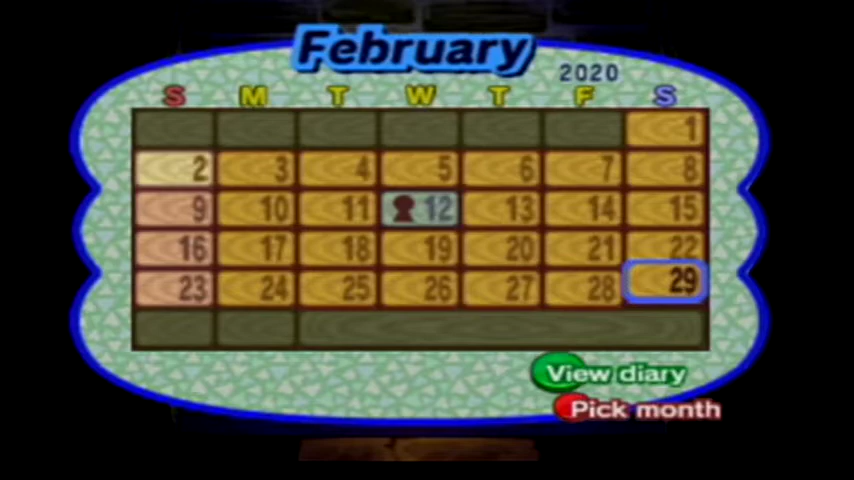 February
2020
S M T W T F S
1
2 3 4 5 6 7 8
9 10 11 12 13 14 15
16 17 18 19 20 21 22
23 24 25 26 27 28 29
View diary
Pick month